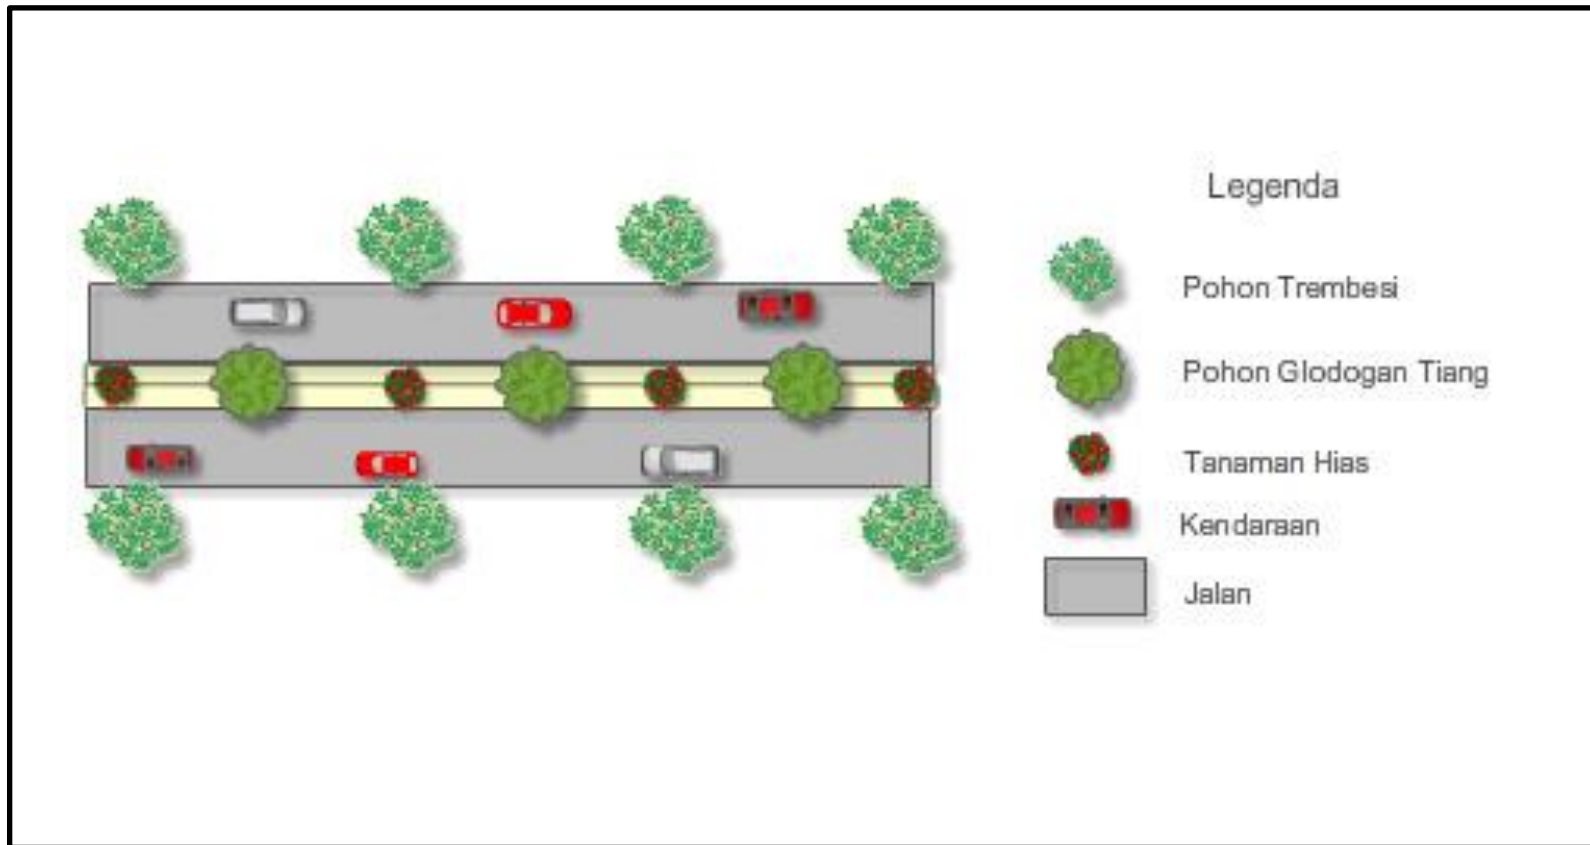 Legenda
Pohon Trembesi
Pohon Glodogan Tiang
Tanaman Hias
Kendaraan
Jalan